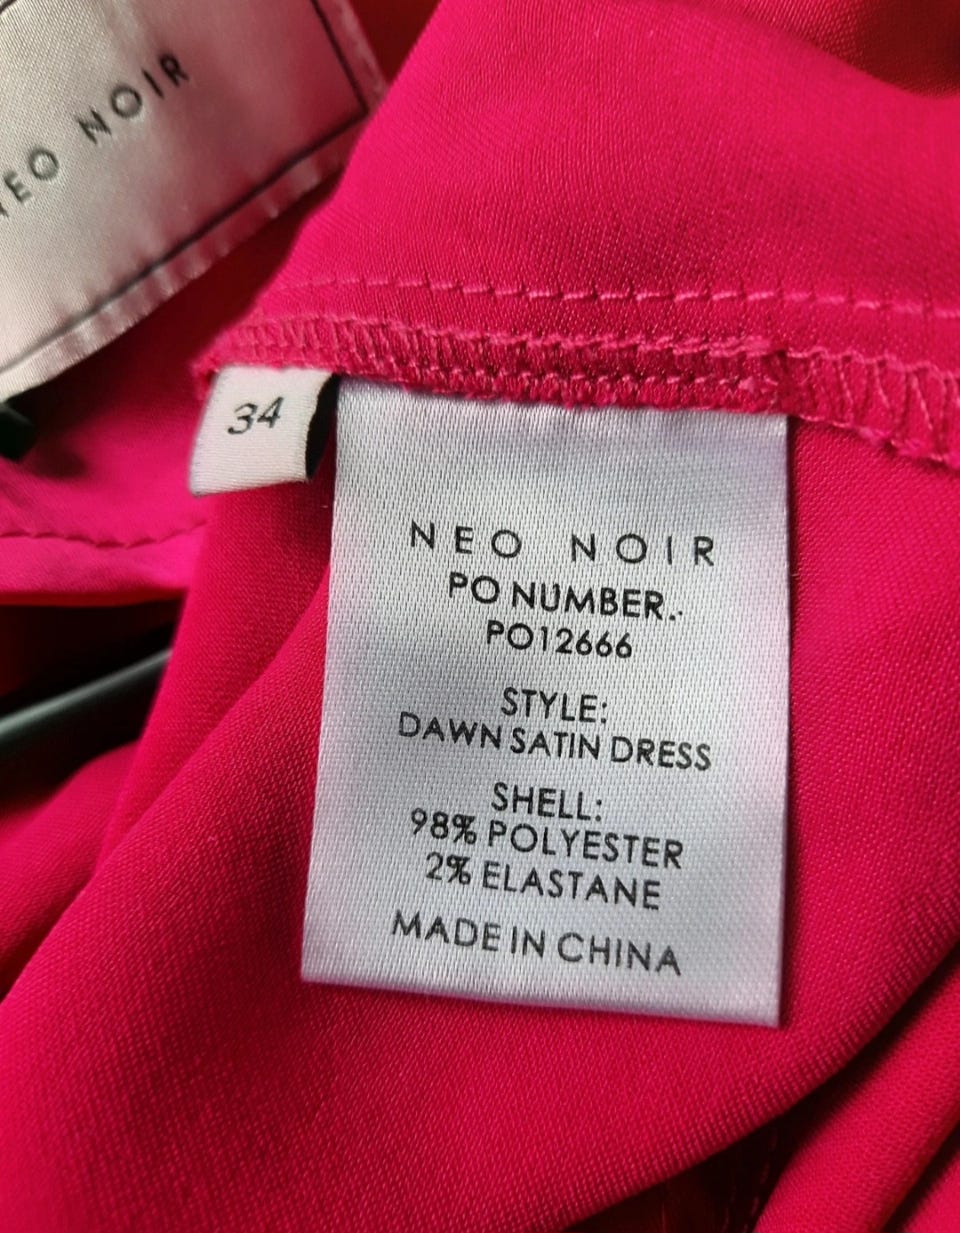 NEO NOIR
34
NEO NOIR
PO NUMBER.:
PO12666
STYLE:
DAWN SATIN DRESS
SHELL:
98% POLYESTER
2% ELASTANE
MADE IN CHINA